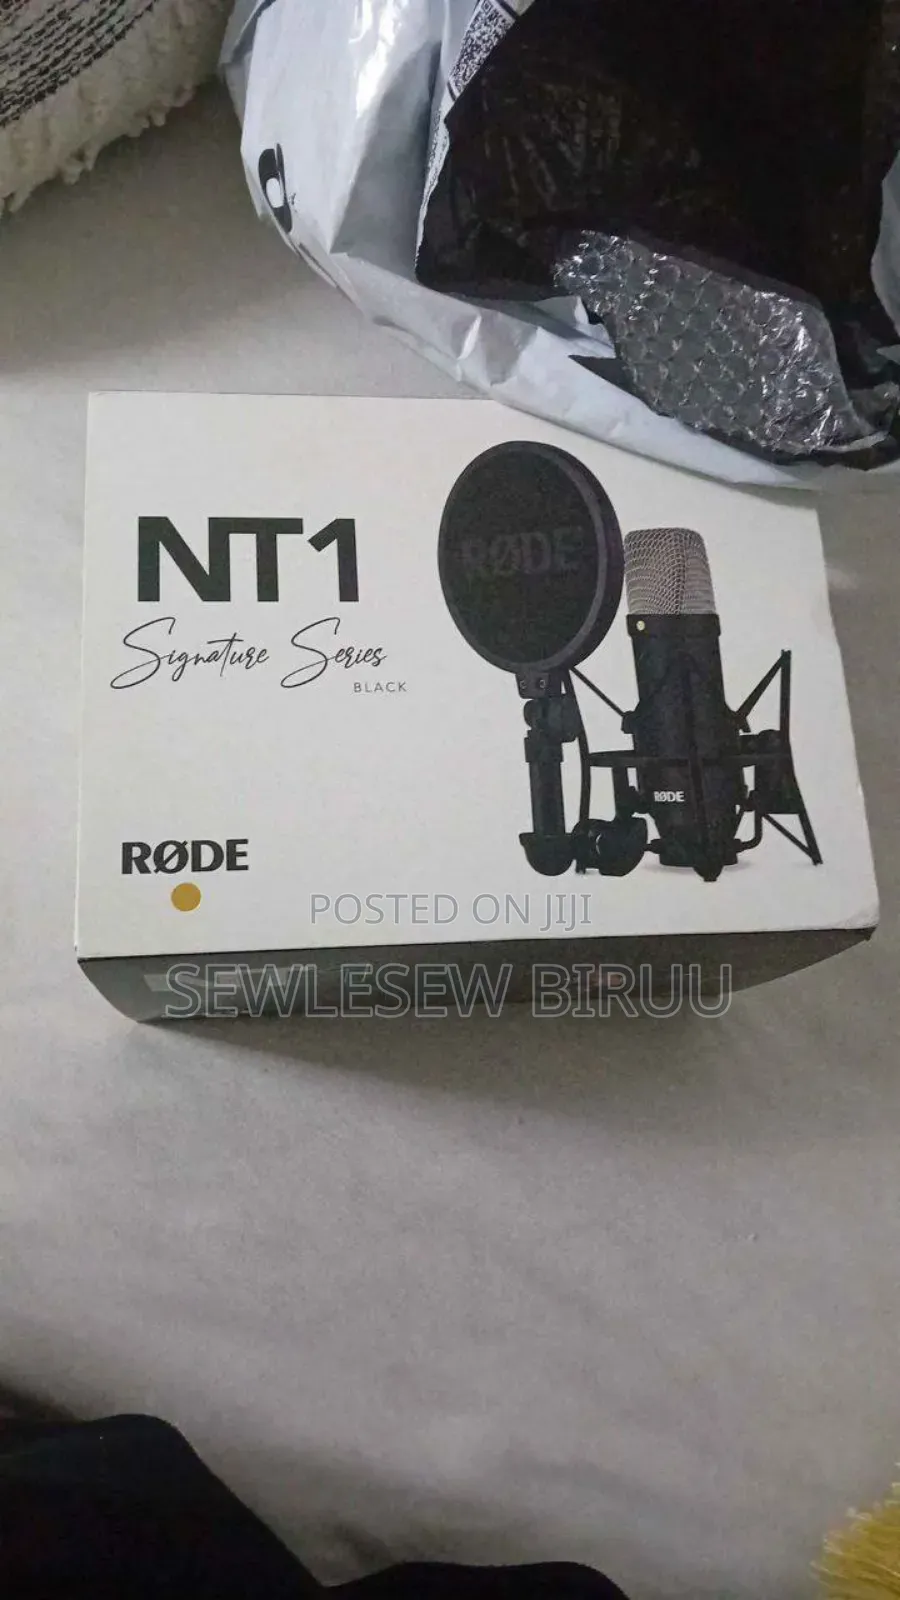 NT1
Signature Series
BLACK
RØDE
RØDE
RØDE
POSTED ON JIJI
SEWLESEW BIRUU